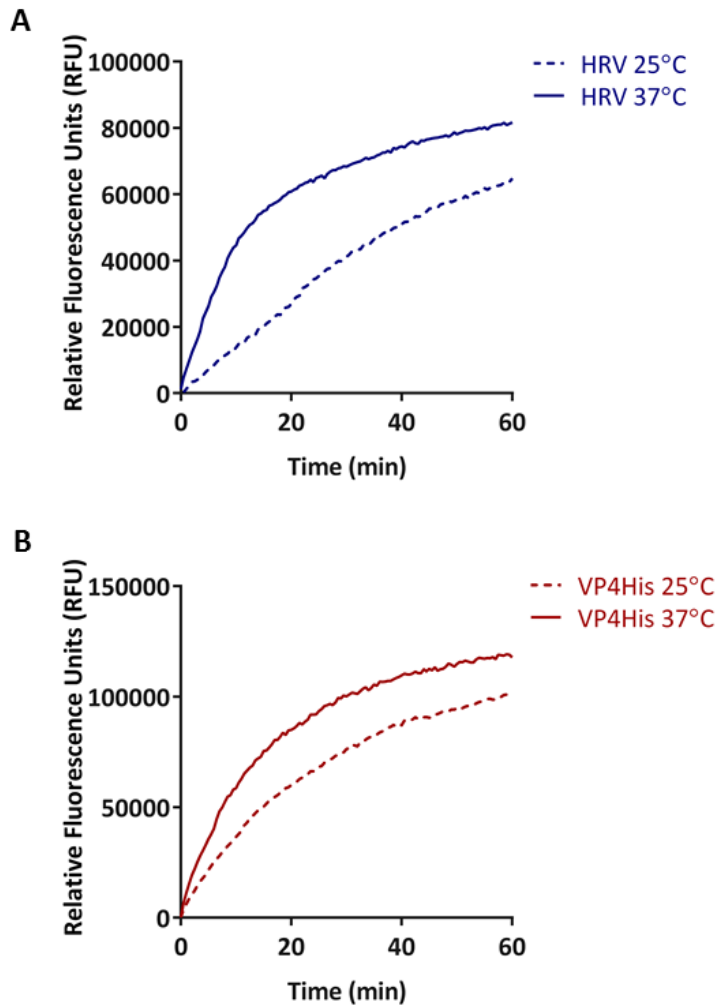 A
Relative Fluorescence Units (RFU)
100000
80000
60000
40000
20000
0
0 20 40 60
Time (min)
HRV 25°C
HRV 37°C
B
Relative Fluorescence Units (RFU)
150000
100000
50000
0
0 20 40 60
Time (min)
VP4His 25°C
VP4His 37°C